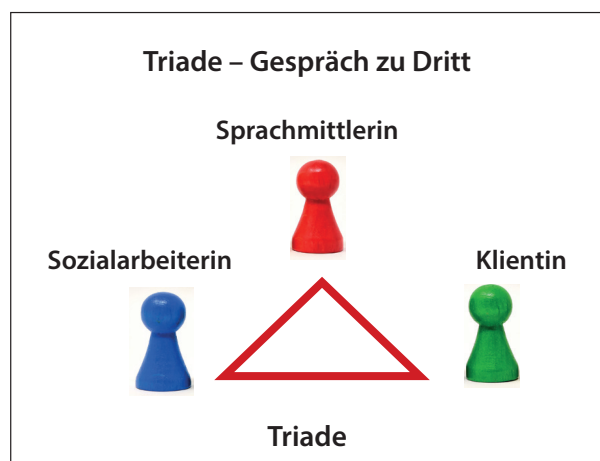 Triade – Gespräch zu Dritt
Sprachmittlerin
Sozialarbeiterin
Klientin
Triade